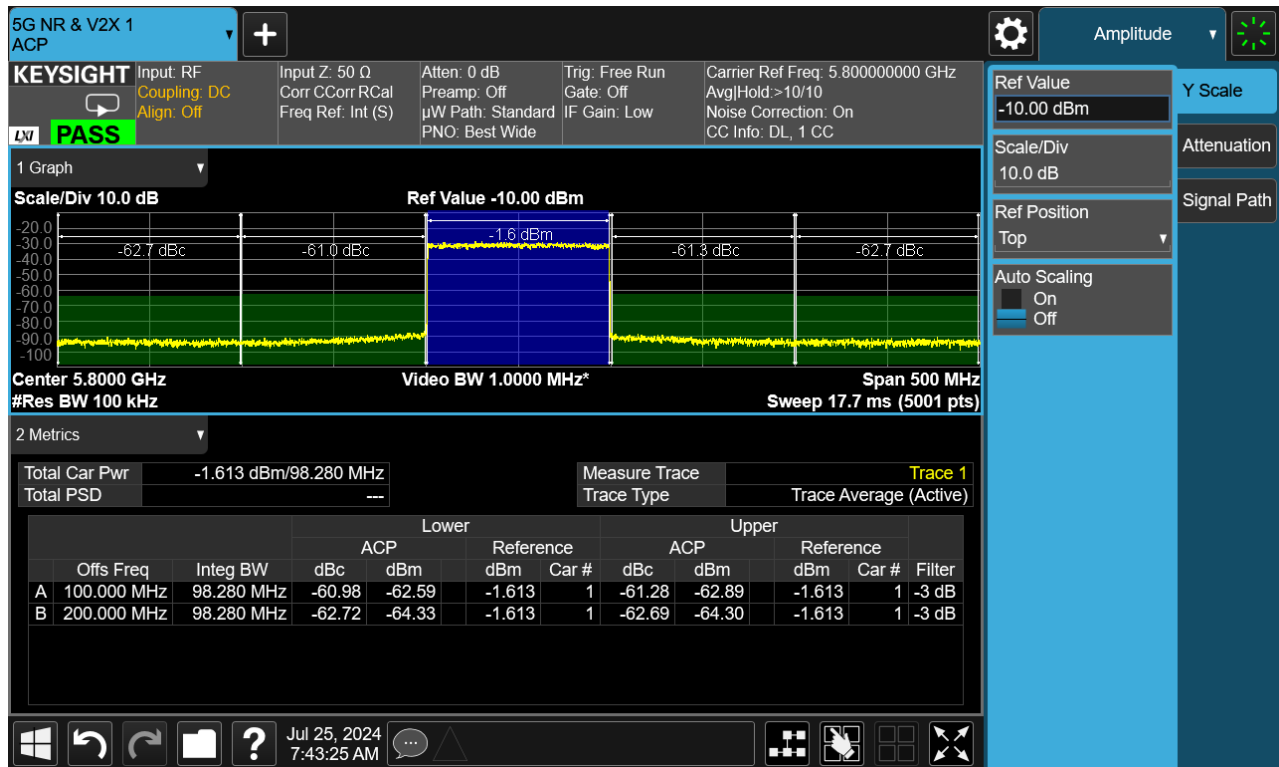 5G NR & V2X 1
ACP
Amplitude
KEYSIGHT
LXI
PASS
Input: RF
Coupling: DC
Align: Off
Input Z: 50 Ω
Corr CCorr RCal
Freq Ref: Int (S)
Atten: 0 dB
Preamp: Off
µW Path: Standard
PNO: Best Wide
Trig: Free Run
Gate: Off
IF Gain: Low
Carrier Ref Freq: 5.800000000 GHz
Avg|Hold:>10/10
Noise Correction: On
CC Info: DL, 1 CC
1 Graph
Scale/Div 10.0 dB
Ref Value -10.00 dBm
-20.0
-30.0
-40.0
-50.0
-60.0
-70.0
-80.0
-90.0
-100
-62.7 dBc
-61.0 dBc
-1.6 dBm
-61.3 dBc
-62.7 dBc
Center 5.8000 GHz
Video BW 1.0000 MHz*
Span 500 MHz
#Res BW 100 kHz
Sweep 17.7 ms (5001 pts)
2 Metrics
Total Car Pwr -1.613 dBm/98.280 MHz
Total PSD ---
Measure Trace Trace 1
Trace Type Trace Average (Active)
Lower Upper
ACP Reference ACP Reference
Offs Freq Integ BW dBc dBm dBm Car # dBc dBm dBm Car # Filter
A 100.000 MHz 98.280 MHz -60.98 -62.59 -1.613 1 -61.28 -62.89 -1.613 1 -3 dB
B 200.000 MHz 98.280 MHz -62.72 -64.33 -1.613 1 -62.69 -64.30 -1.613 1 -3 dB
Jul 25, 2024
7:43:25 AM
Ref Value
-10.00 dBm
Scale/Div
10.0 dB
Ref Position
Top
Auto Scaling
On
Off
Y Scale
Attenuation
Signal Path